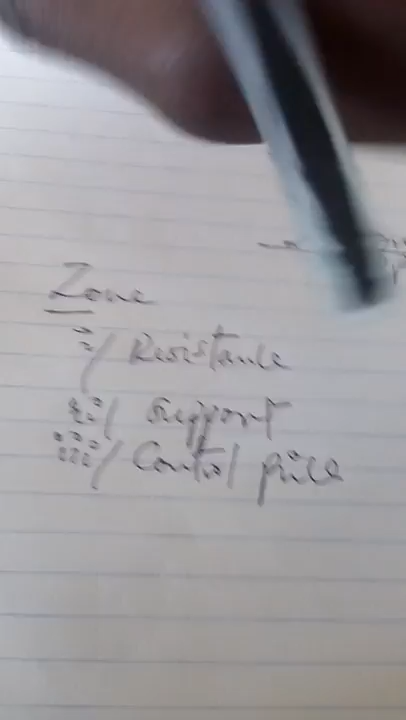 Zone
i/ Resistance
ii/ Support
iii/ Control price